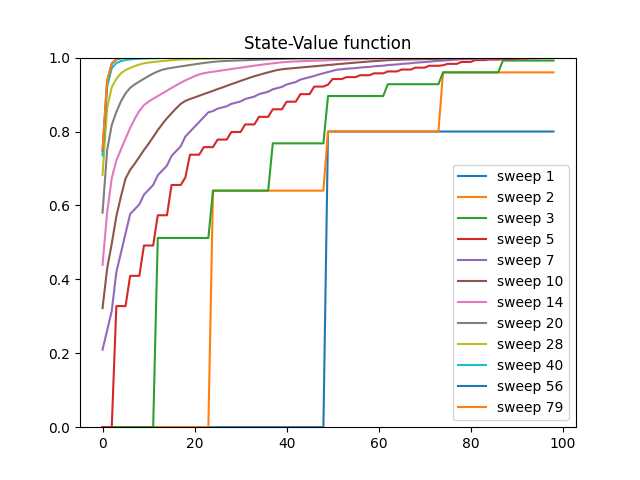 State-Value function
1.0
0.8
0.6
0.4
0.2
0.0
0 20 40 60 80 100
sweep 1
sweep 2
sweep 3
sweep 5
sweep 7
sweep 10
sweep 14
sweep 20
sweep 28
sweep 40
sweep 56
sweep 79